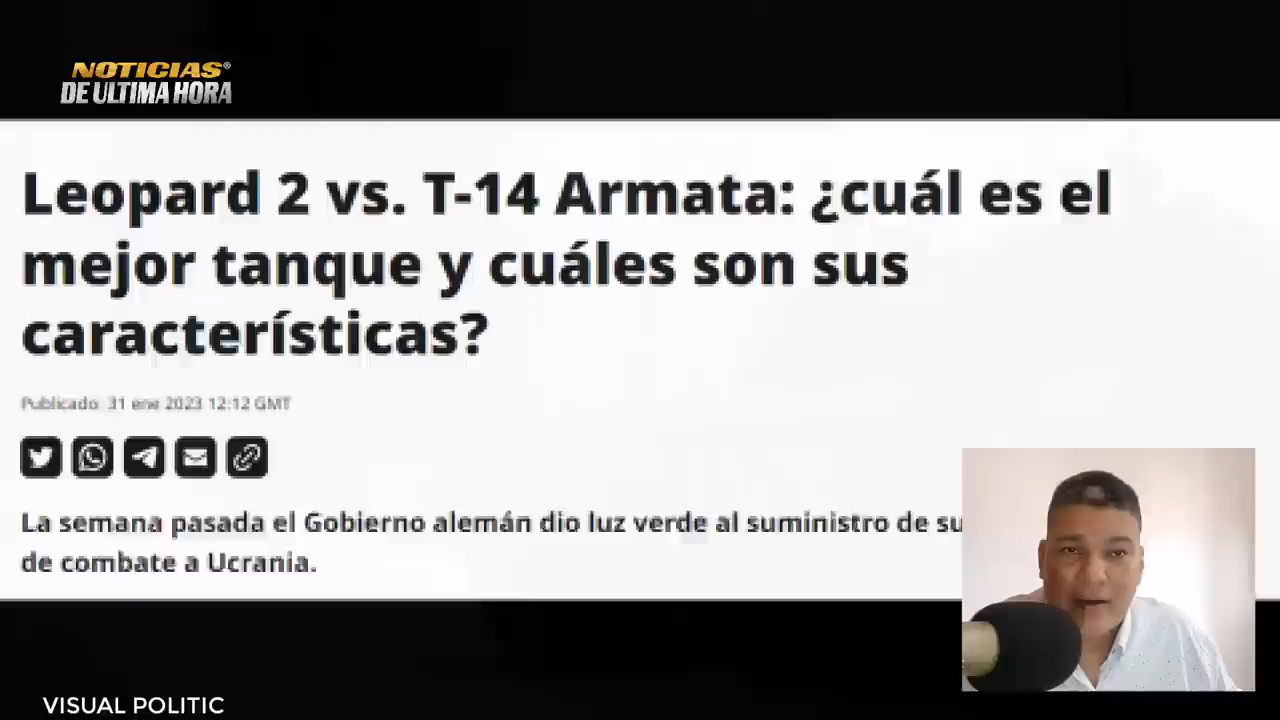 NOTICIAS®
DE ULTIMA HORA
Leopard 2 vs. T-14 Armata: ¿cuál es el
mejor tanque y cuáles son sus
características?
Publicado: 31 ene 2023 12:12 GMT
La semana pasada el Gobierno alemán dio luz verde al suministro de su
de combate a Ucrania.
VISUAL POLITIC